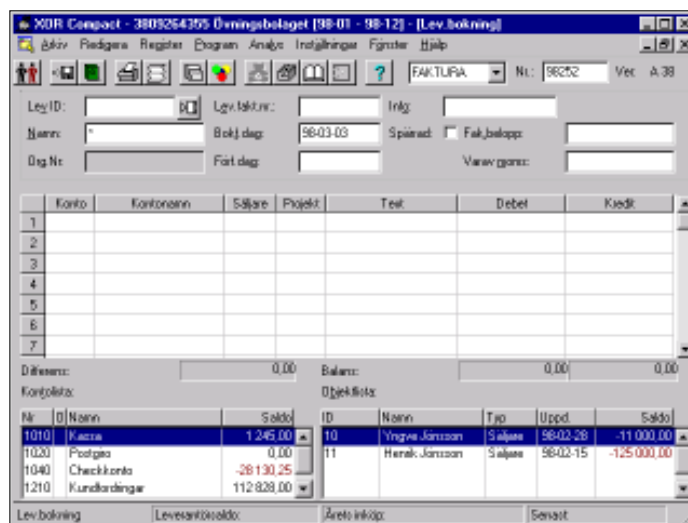 XOR Compact - 3809264355 Övningsbolaget [98-01 - 98-12] - [Lev.bokning]
Arkiv Redigera Register Program Analys Inställningar Fönster Hjälp
FAKTURA Nr.: 98252 Ver. A 38
Lev ID: Lev.fakt.nr.: Infq:
Namn: * Bokf.dag: 98-03-03 Spärrad: Fak.belopp:
Org.Nr. Förf.dag: Varav moms:
Konto Kontonamn Säljare Projekt Text Debet Kredit
1
2
3
4
5
6
7
Differens: 0,00 Balans: 0,00 0,00
Kontolista: Objektlista:
Nr O Namn Saldo ID Namn Typ Uppd. Saldo
1010 Kassa 1 245,00 10 Yngve Jönsson Säljare 98-02-28 -11 000,00
1020 Postgiro 0,00 11 Henrik Jönsson Säljare 98-02-15 -125 000,00
1040 Checkkonto -28 130,25
1210 Kundfordringar 112 828,00
Lev.bokning Leverantörssaldo: Årets inköp: Senast: